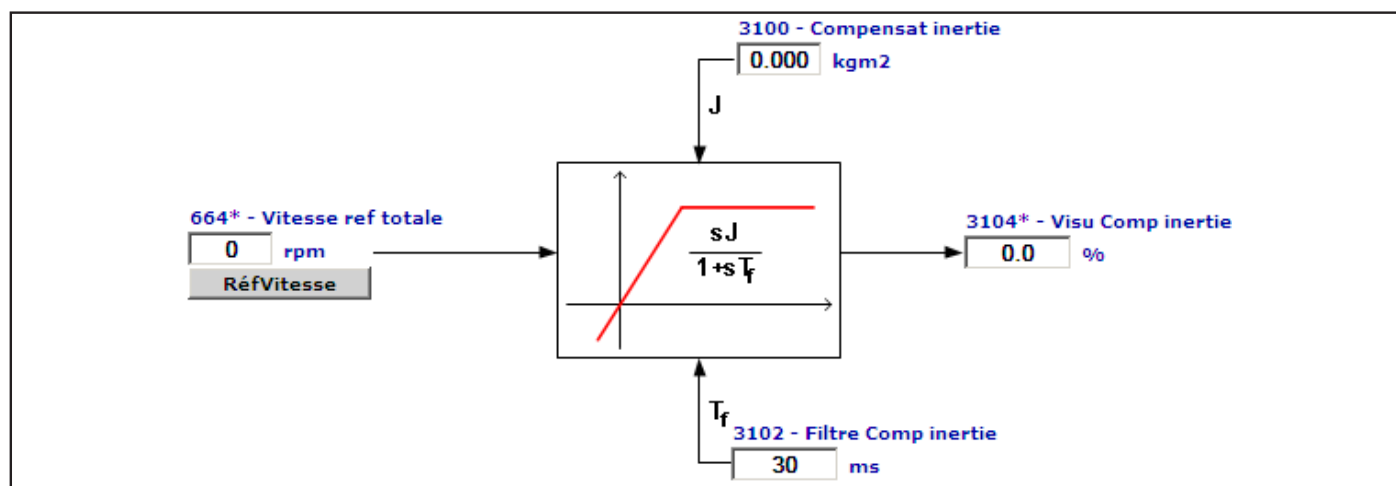 3100 - Compensat inertie
0.000 kgm2
J
664* - Vitesse ref totale
0 rpm
RéfVitesse
sJ
1+sTf
3104* - Visu Comp inertie
0.0 %
Tf
3102 - Filtre Comp inertie
30 ms